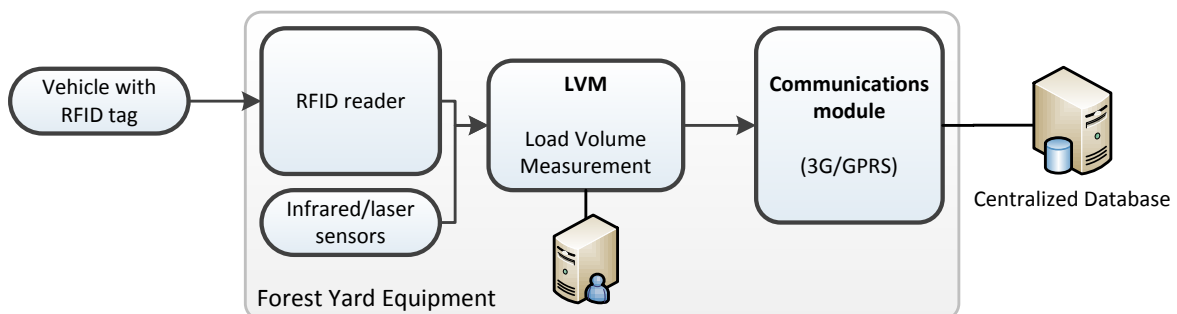 Vehicle with
RFID tag
RFID reader
Infrared/laser
sensors
LVM
Load Volume
Measurement
Communications
module
(3G/GPRS)
Centralized Database
Forest Yard Equipment